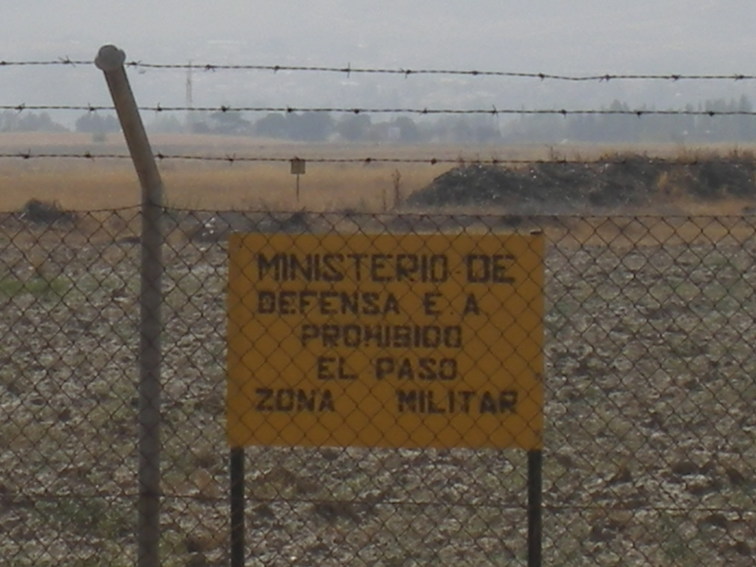 MINISTERIO DE
DEFENSA E A
PROHIBIDO
EL PASO
ZONA MILITAR